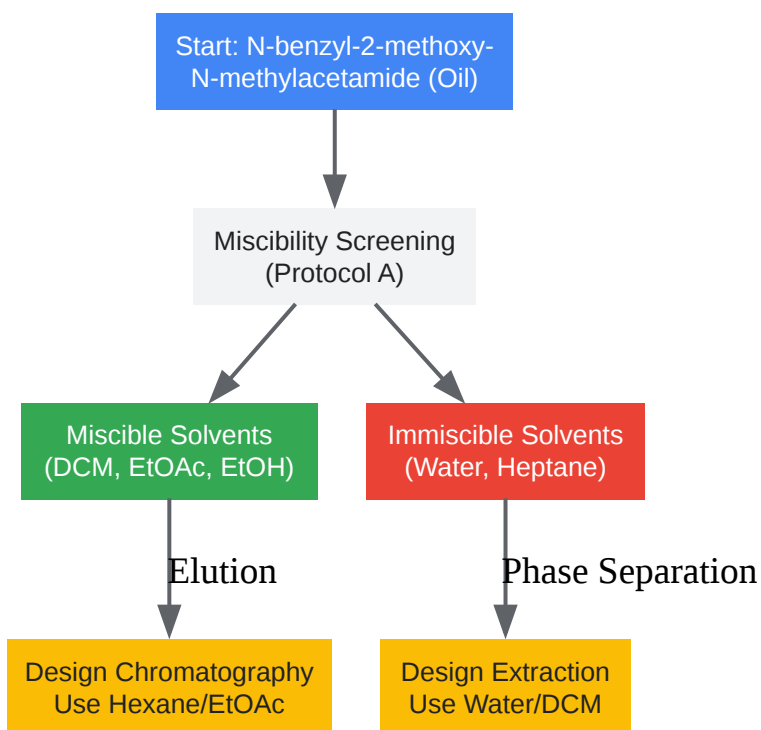 Start: N-benzyl-2-methoxy-
N-methylacetamide (Oil)
Miscibility Screening
(Protocol A)
Miscible Solvents
(DCM, EtOAc, EtOH)
Immiscible Solvents
(Water, Heptane)
Elution
Phase Separation
Design Chromatography
Use Hexane/EtOAc
Design Extraction
Use Water/DCM